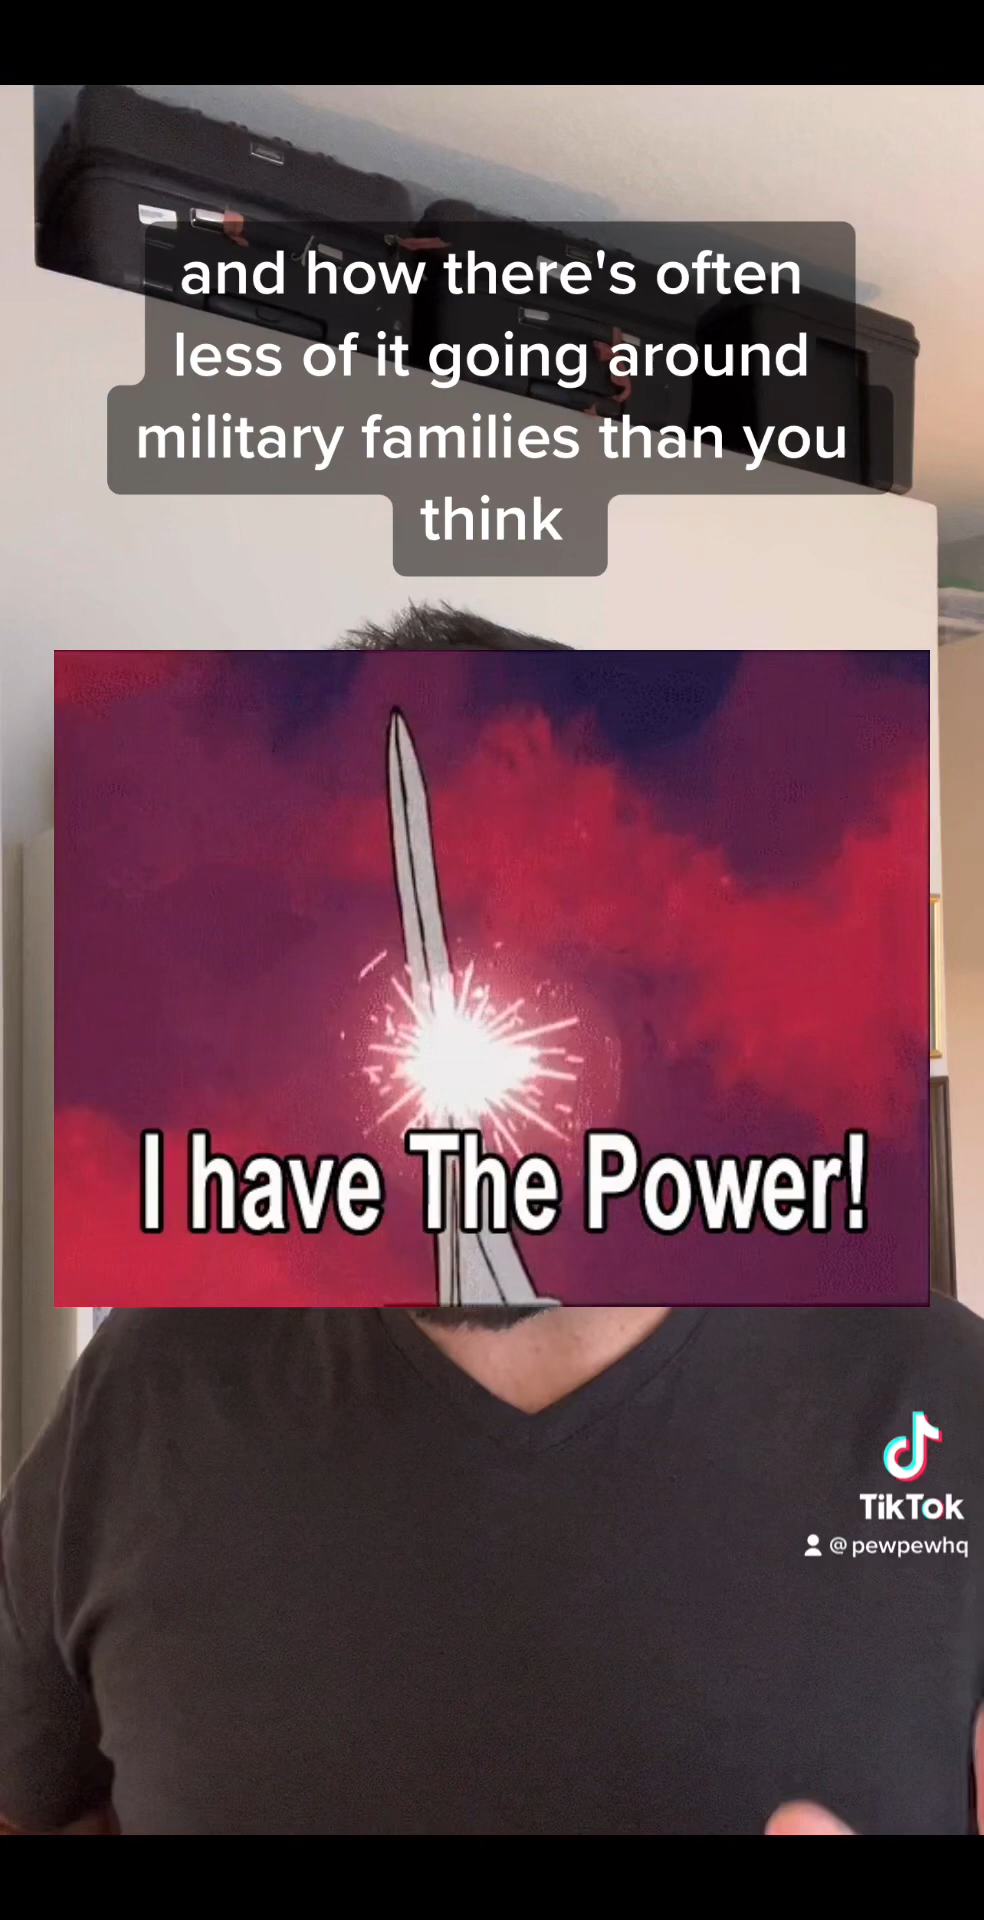 and how there's often
less of it going around
military families than you
think
I have The Power!
TikTok
@pewpewhq